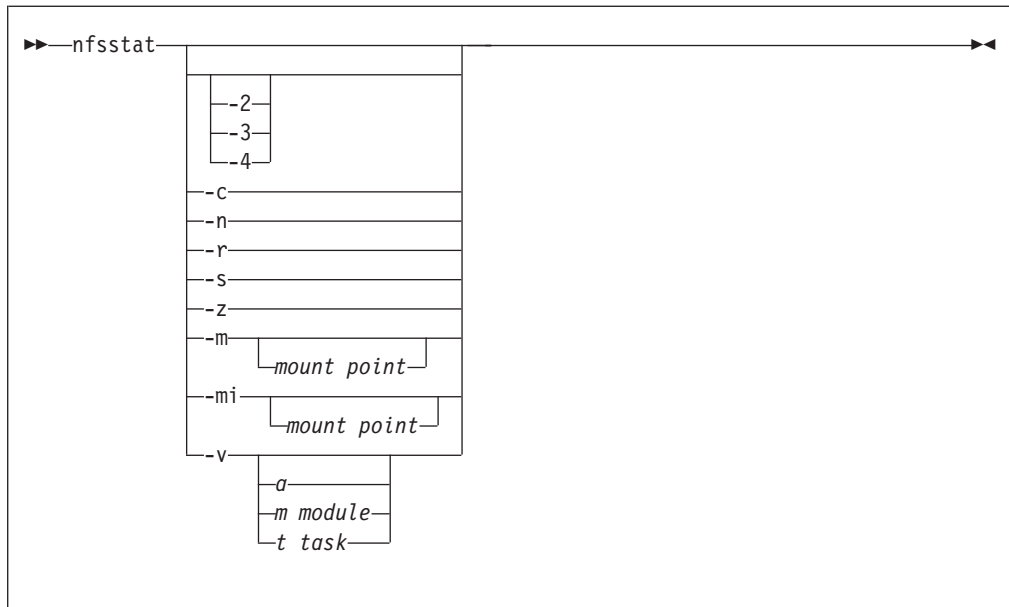 nfsstat
-2
-3
-4
-c
-n
-r
-s
-z
-m
mount point
-mi
mount point
-v
a
m module
t task